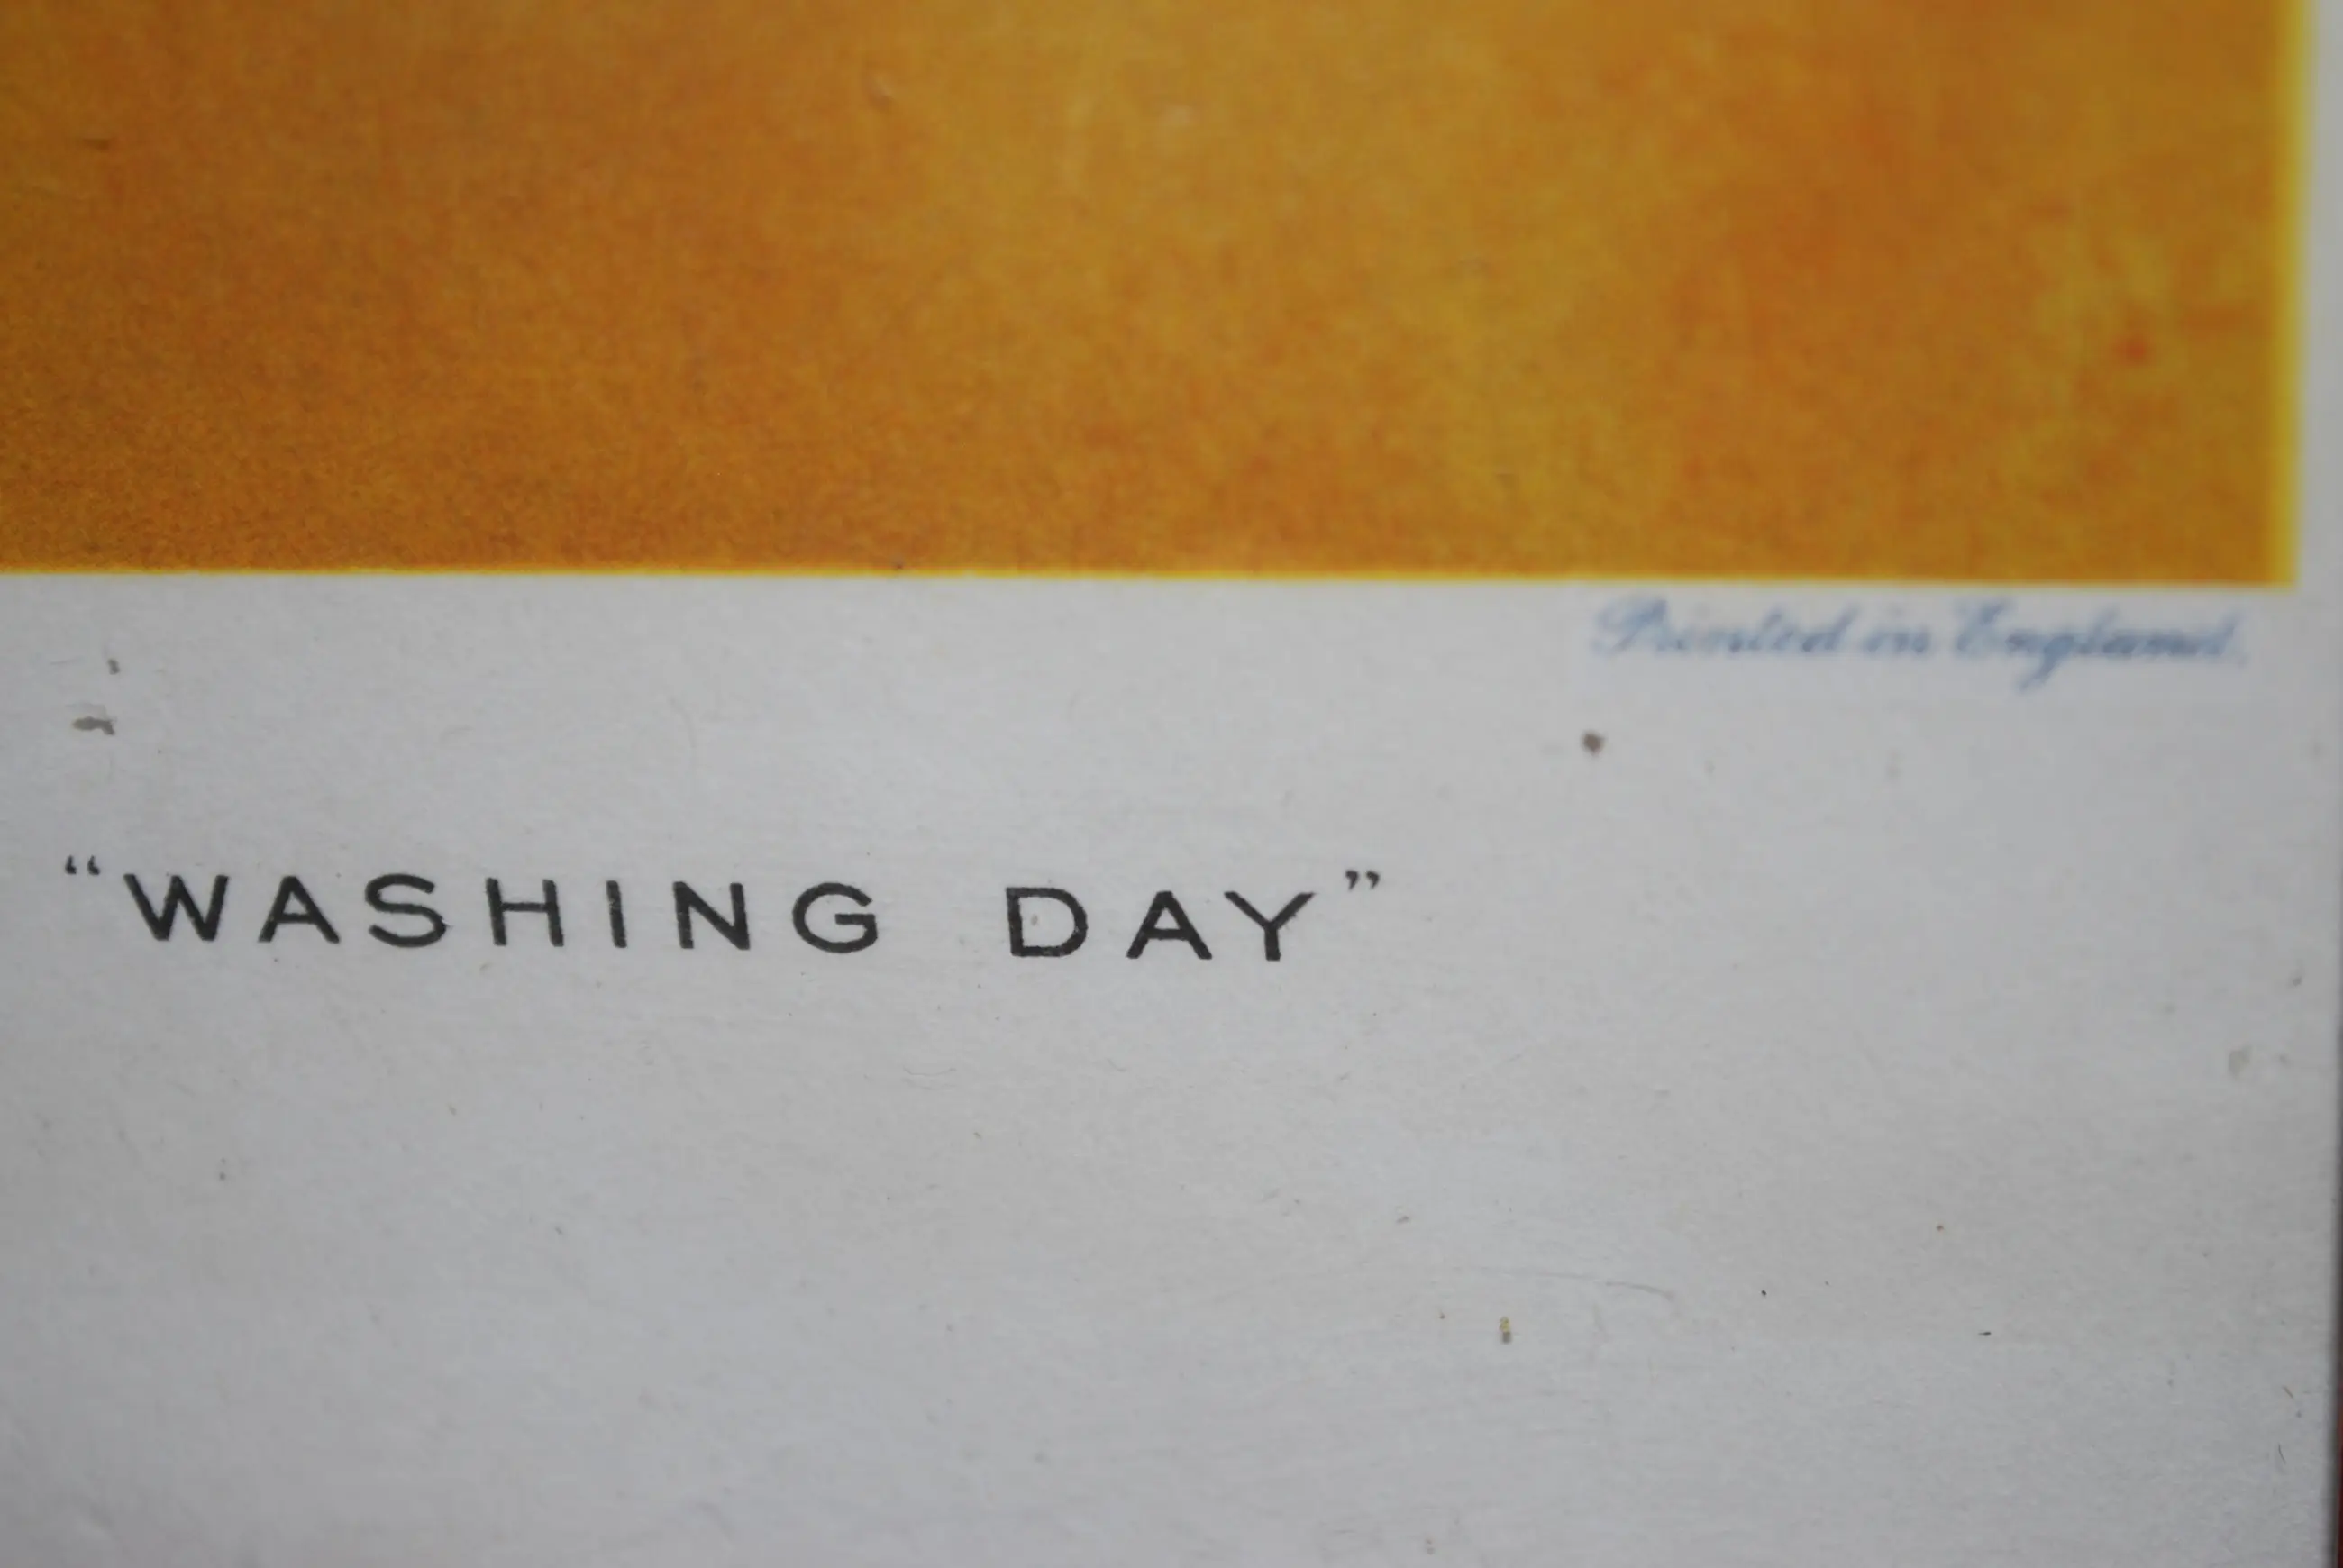 Printed in England.
“WASHING DAY”